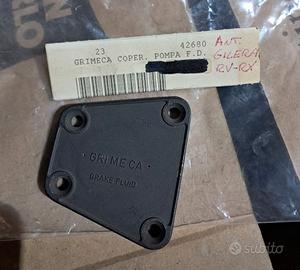 23 42680
GRIMECA COPER. POMPA F.D.
ANT.
GILERA
RV-RX
GRIMECA
BRAKE FLUID
subito